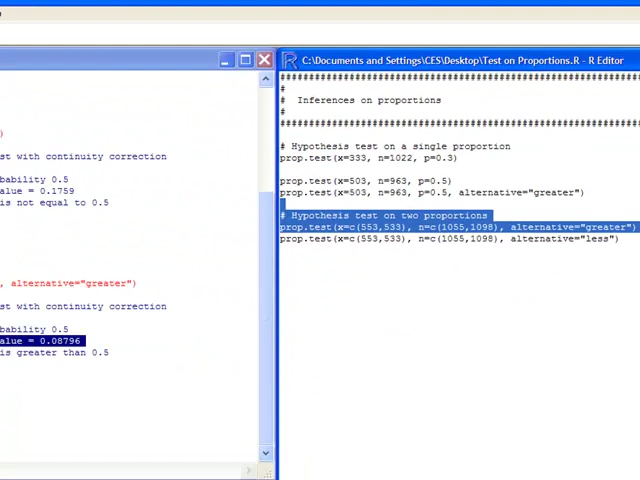 C:\Documents and Settings\CES\Desktop\Test on Proportions.R - R Editor
#
# Inferences on proportions
#
)
# Hypothesis test on a single proportion
st with continuity correction
prop.test(x=333, n=1022, p=0.3)
bability 0.5
prop.test(x=503, n=963, p=0.5)
alue = 0.1759
prop.test(x=503, n=963, p=0.5, alternative="greater")
is not equal to 0.5
# Hypothesis test on two proportions
prop.test(x=c(553,533), n=c(1055,1098), alternative="greater")
prop.test(x=c(553,533), n=c(1055,1098), alternative="less")
, alternative="greater")
st with continuity correction
bability 0.5
alue = 0.08796
is greater than 0.5